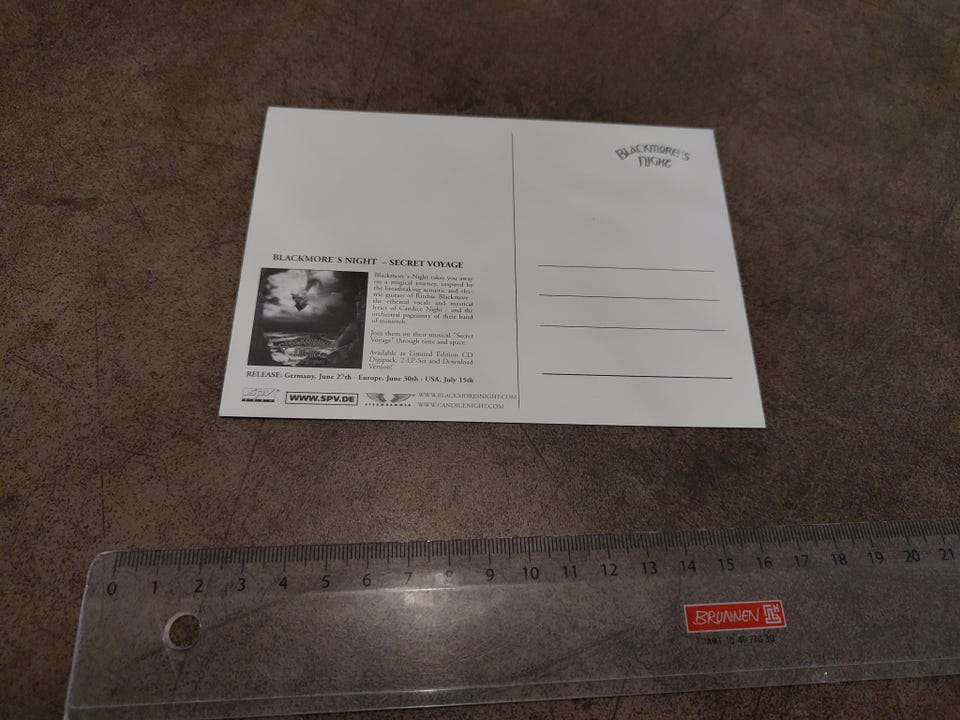 BLACKMORE'S
NIGHT
BLACKMORE´S NIGHT – SECRET VOYAGE
Blackmore´s Night takes you away
on a magical journey, inspired by
the breathtaking acoustic and elec-
tric guitars of Ritchie Blackmore -
the ethereal vocals and mystical
lyrics of Candice Night - and the
orchestral pageantry of their band
of minstrels.
Join them on their musical "Secret
Voyage" through time and space.
Available as Limited Edition CD
Digipack, 2-LP-Set and Download
Version!
RELEASE: Germany, June 27th - Europe, June 30th - USA, July 15th
SPV WWW.SPV.DE STEAMHAMMER WWW.BLACKMORESNIGHT.COM
WWW.CANDICENIGHT.COM
0 1 2 3 4 5 6 7 8 9 10 11 12 13 14 15 16 17 18 19 20 21
BRUNNEN